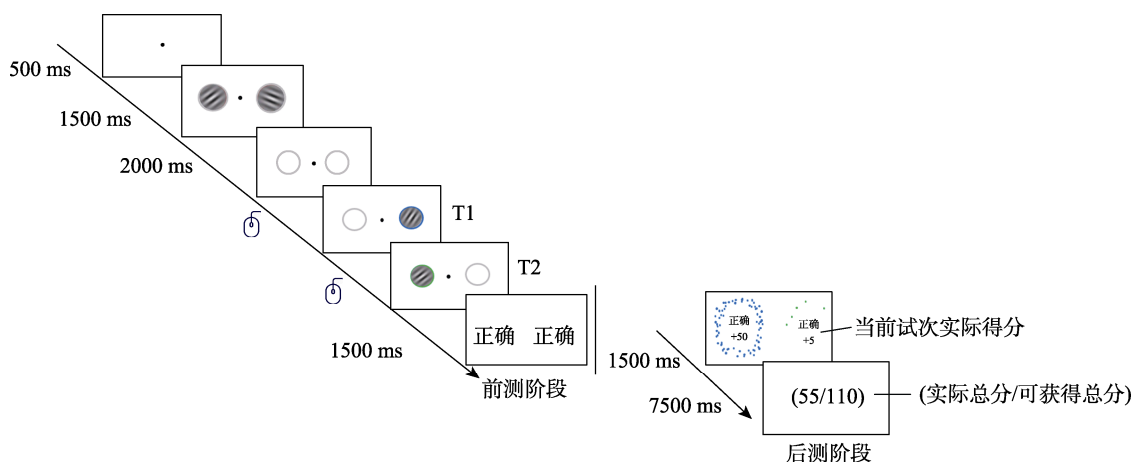 500 ms
1500 ms
2000 ms
T1
T2
正确 正确
1500 ms
前测阶段
正确 正确
+50 +5
当前试次实际得分
1500 ms
(55/110)
(实际总分/可获得总分)
7500 ms
后测阶段